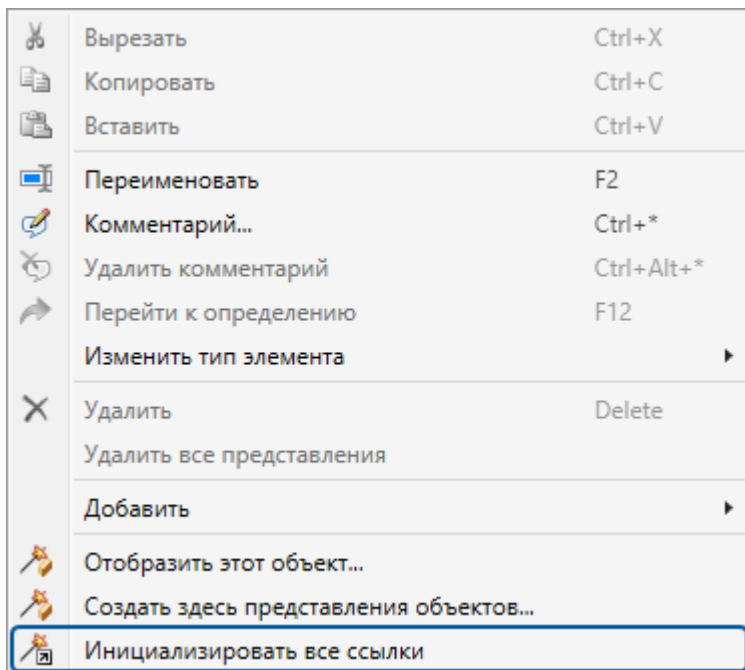 Вырезать Ctrl+X
Копировать Ctrl+C
Вставить Ctrl+V
Переименовать F2
Комментарий... Ctrl+*
Удалить комментарий Ctrl+Alt+*
Перейти к определению F12
Изменить тип элемента
Удалить Delete
Удалить все представления
Добавить
Отобразить этот объект...
Создать здесь представления объектов...
Инициализировать все ссылки